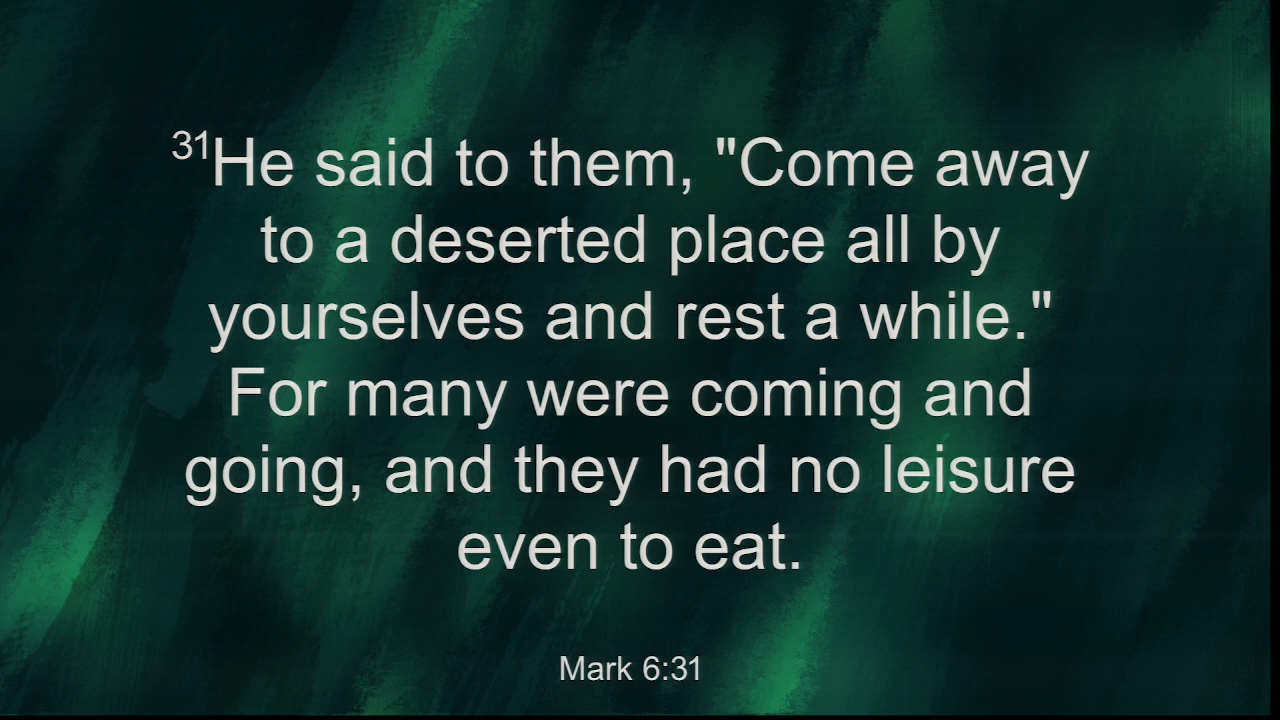 31He said to them, "Come away
to a deserted place all by
yourselves and rest a while."
For many were coming and
going, and they had no leisure
even to eat.
Mark 6:31